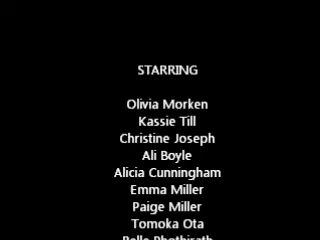 STARRING
Olivia Morken
Kassie Till
Christine Joseph
Ali Boyle
Alicia Cunningham
Emma Miller
Paige Miller
Tomoka Ota